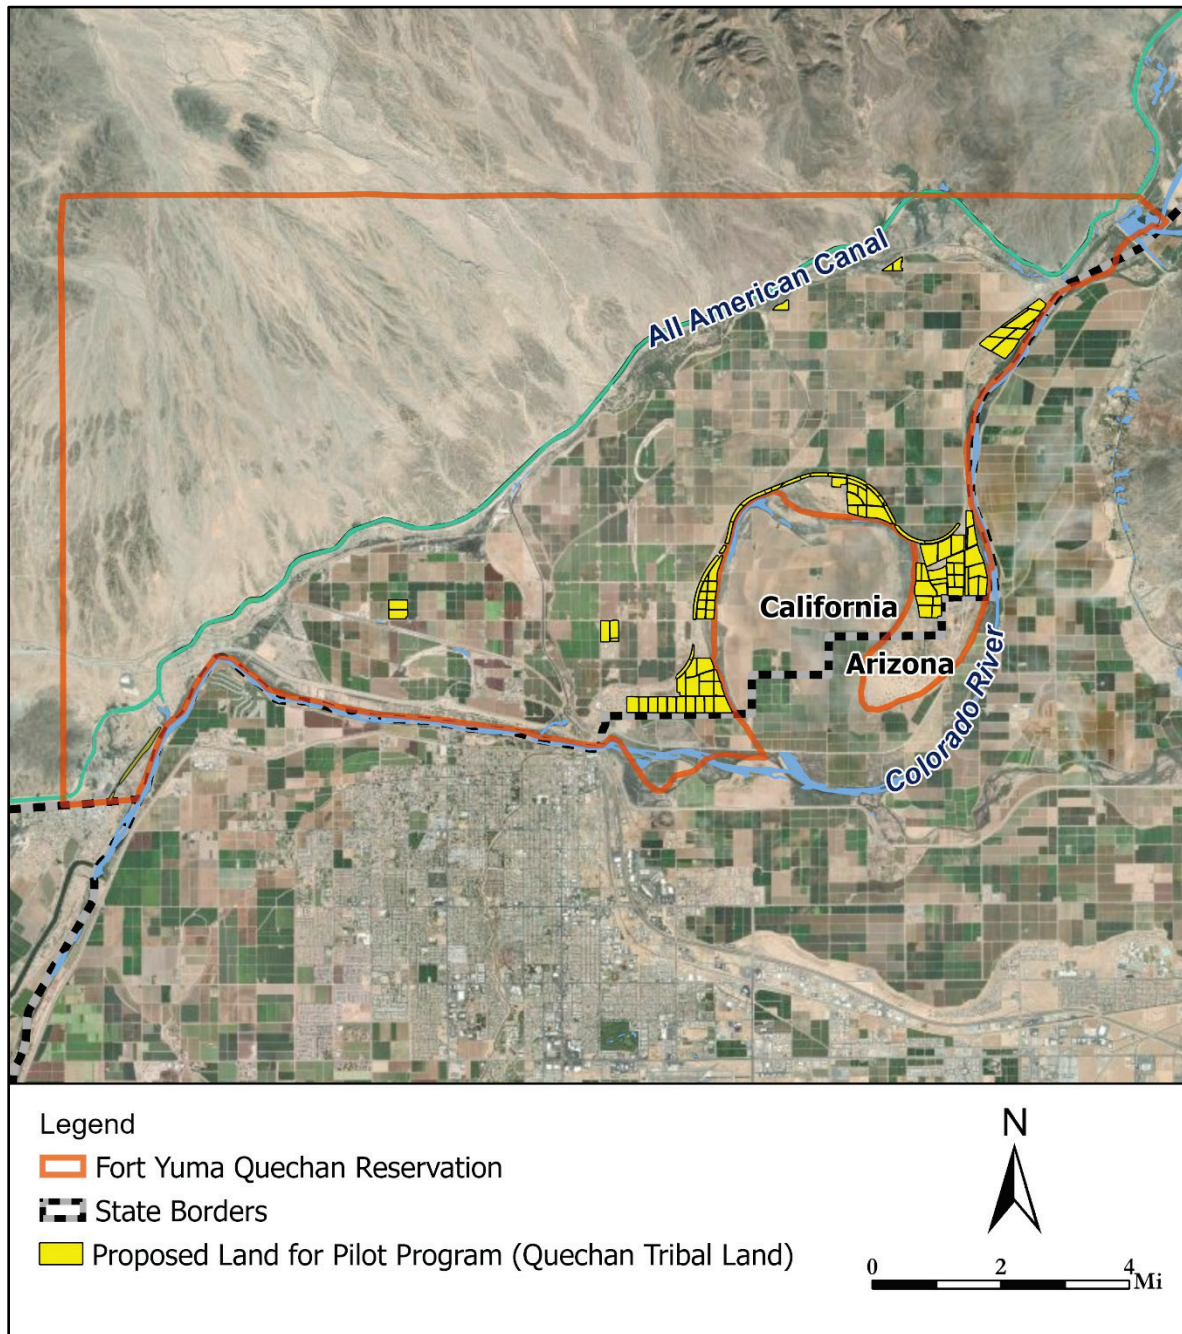 All American Canal
California
Arizona
Colorado River
Legend
Fort Yuma Quechan Reservation
State Borders
Proposed Land for Pilot Program (Quechan Tribal Land)
N
0 2 4 Mi